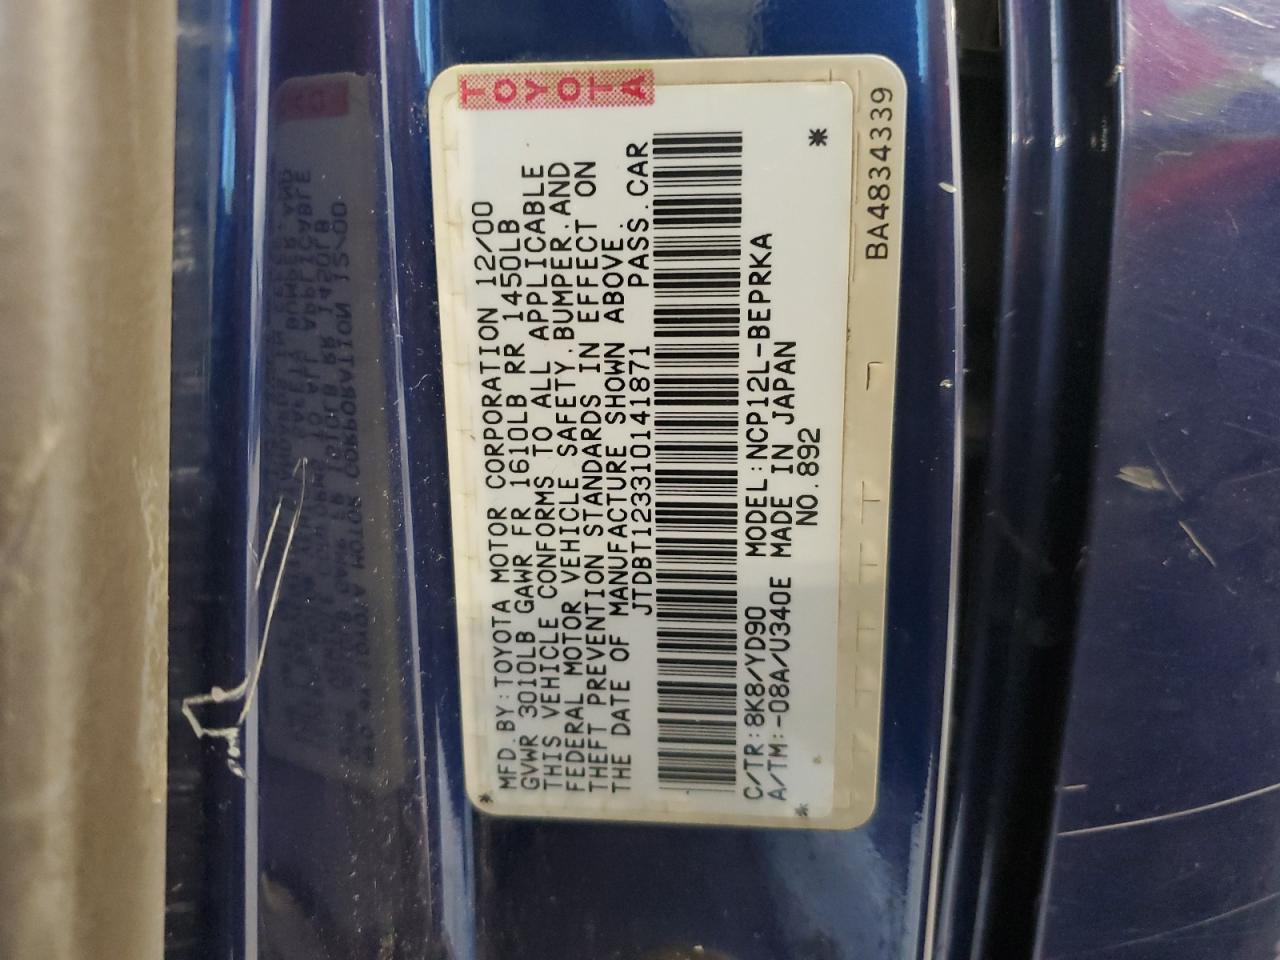 TOYOTA
MFD.BY:TOYOTA MOTOR CORPORATION 12/00
GVWR 3010LB GAWR FR 1610LB RR 1450LB
THIS VEHICLE CONFORMS TO ALL APPLICABLE
FEDERAL MOTOR VEHICLE SAFETY,BUMPER,AND
THEFT PREVENTION STANDARDS IN EFFECT ON
THE DATE OF MANUFACTURE SHOWN ABOVE.
JTDBT123310141871 PASS.CAR
C/TR:8K8/YD90 MODEL:NCP12L-BEPRKA
A/TM:-08A/U340E MADE IN JAPAN
NO.892
BA4834339